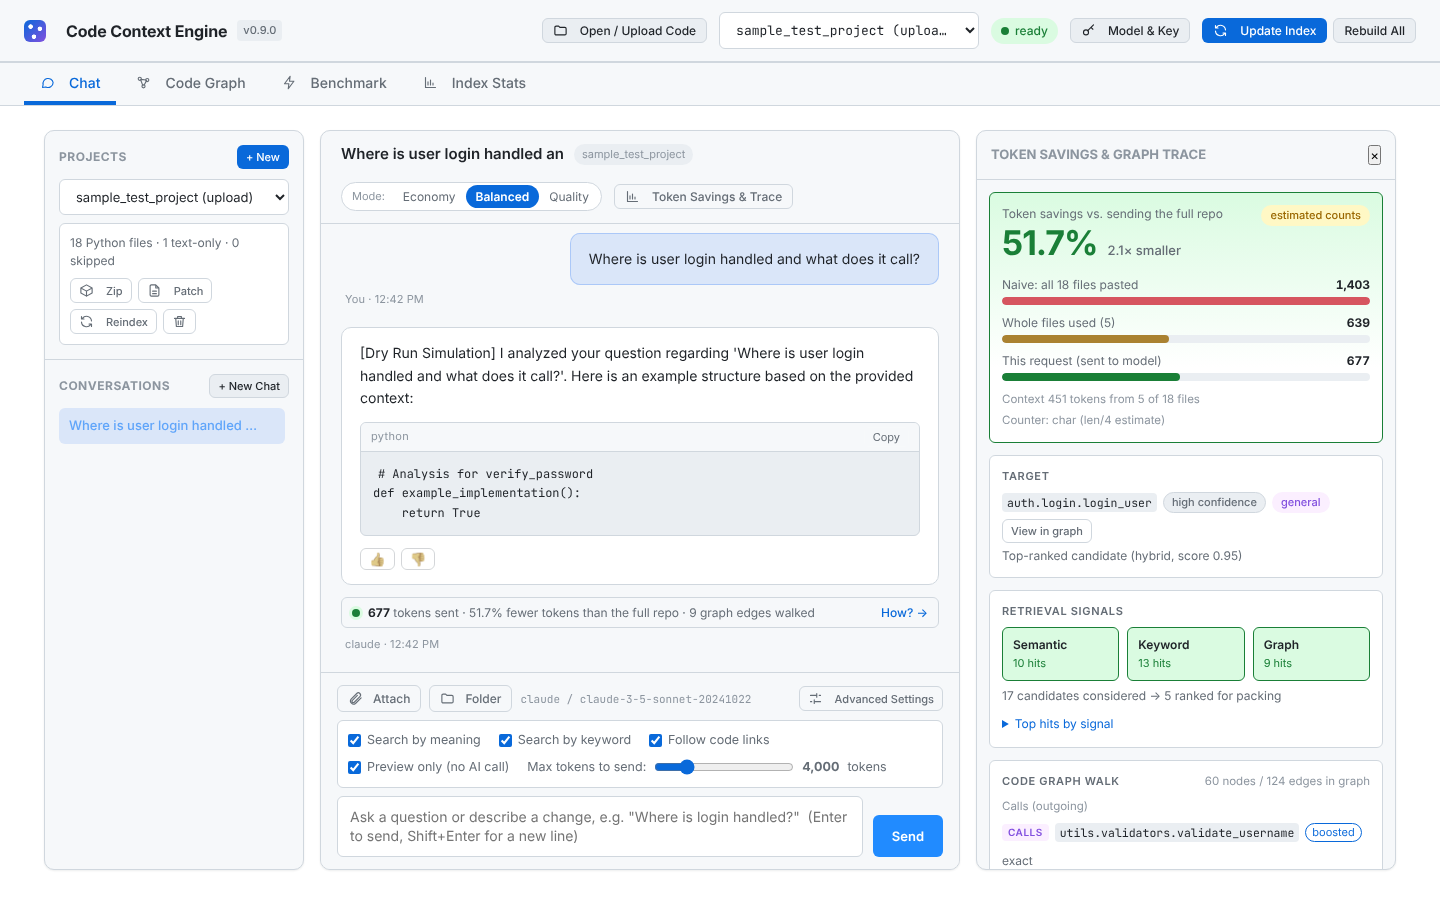 Code Context Engine v0.9.0
Open / Upload Code
sample_test_project (uploa...
ready
Model & Key
Update Index
Rebuild All
Chat
Code Graph
Benchmark
Index Stats
PROJECTS
+ New
sample_test_project (upload)
18 Python files · 1 text-only · 0
skipped
Zip
Patch
Reindex
CONVERSATIONS
+ New Chat
Where is user login handled ...
Where is user login handled an sample_test_project
Mode: Economy Balanced Quality
Token Savings & Trace
Where is user login handled and what does it call?
You · 12:42 PM
[Dry Run Simulation] I analyzed your question regarding 'Where is user login
handled and what does it call?'. Here is an example structure based on the provided
context:
python
Copy
# Analysis for verify_password
def example_implementation():
    return True
677 tokens sent · 51.7% fewer tokens than the full repo · 9 graph edges walked
How? →
claude · 12:42 PM
Attach
Folder
claude / claude-3-5-sonnet-20241022
Advanced Settings
Search by meaning
Search by keyword
Follow code links
Preview only (no AI call)
Max tokens to send: 4,000 tokens
Ask a question or describe a change, e.g. "Where is login handled?" (Enter
to send, Shift+Enter for a new line)
Send
TOKEN SAVINGS & GRAPH TRACE
×
Token savings vs. sending the full repo
estimated counts
51.7% 2.1× smaller
Naive: all 18 files pasted 1,403
Whole files used (5) 639
This request (sent to model) 677
Context 451 tokens from 5 of 18 files
Counter: char (len/4 estimate)
TARGET
auth.login.login_user high confidence general
View in graph
Top-ranked candidate (hybrid, score 0.95)
RETRIEVAL SIGNALS
Semantic
10 hits
Keyword
13 hits
Graph
9 hits
17 candidates considered → 5 ranked for packing
Top hits by signal
CODE GRAPH WALK
60 nodes / 124 edges in graph
Calls (outgoing)
CALLS utils.validators.validate_username boosted
exact